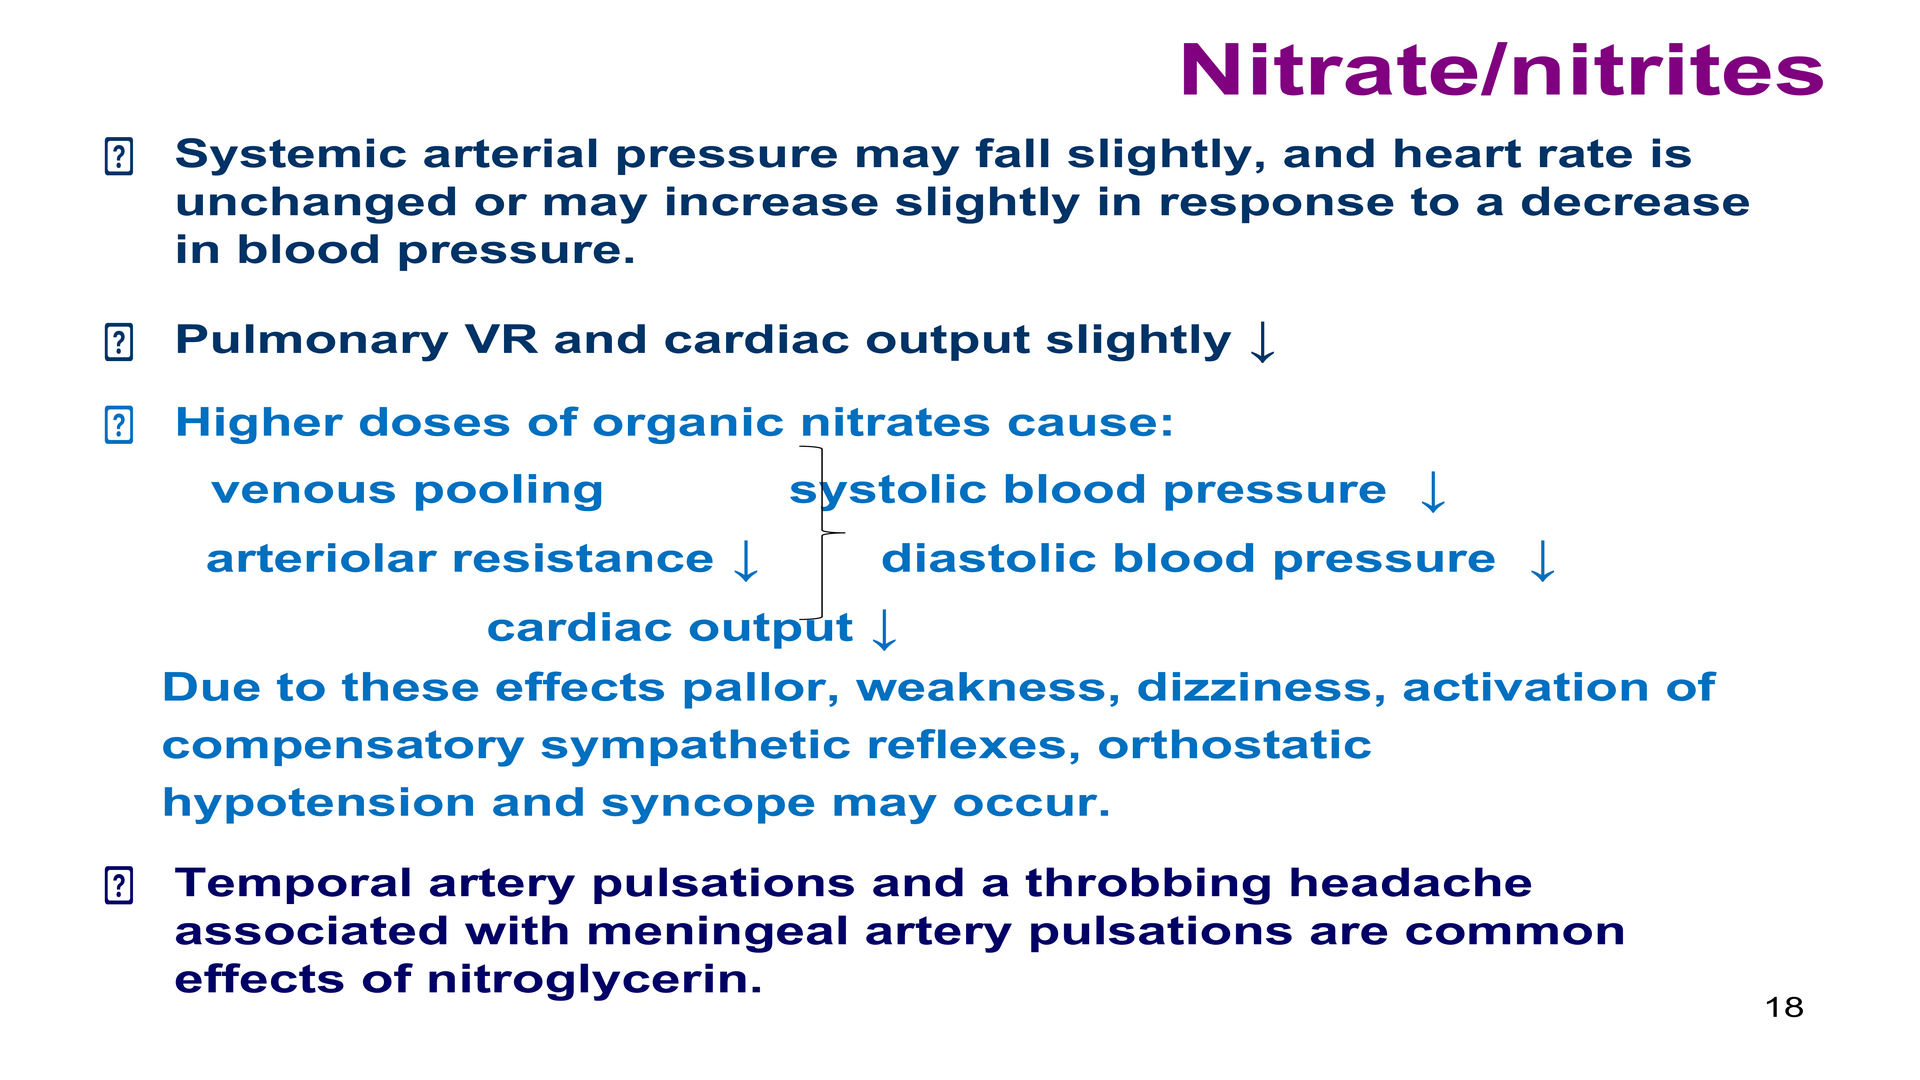 Nitrate/nitrites
Systemic arterial pressure may fall slightly, and heart rate is
unchanged or may increase slightly in response to a decrease
in blood pressure.
Pulmonary VR and cardiac output slightly ↓
Higher doses of organic nitrates cause:
venous pooling systolic blood pressure ↓
arteriolar resistance ↓ diastolic blood pressure ↓
cardiac output ↓
Due to these effects pallor, weakness, dizziness, activation of
compensatory sympathetic reflexes, orthostatic
hypotension and syncope may occur.
Temporal artery pulsations and a throbbing headache
associated with meningeal artery pulsations are common
effects of nitroglycerin.
18